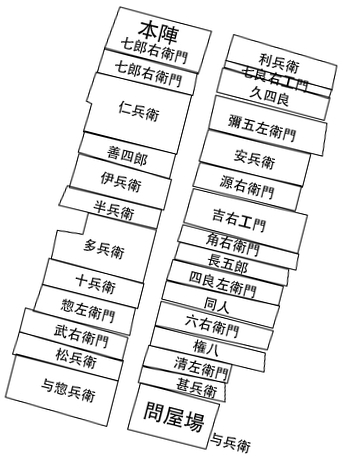 本陣
七郎右衛門
七郎右衛門
仁兵衛
善四郎
伊兵衛
半兵衛
多兵衛
十兵衛
惣左衛門
武右衛門
松兵衛
与惣兵衛
利兵衛
七良右工門
久四良
彌五左衛門
安兵衛
源右衛門
吉右工門
角右衛門
長五郎
四良左衛門
同人
六右衛門
権八
清左衛門
甚兵衛
問屋場
与兵衛